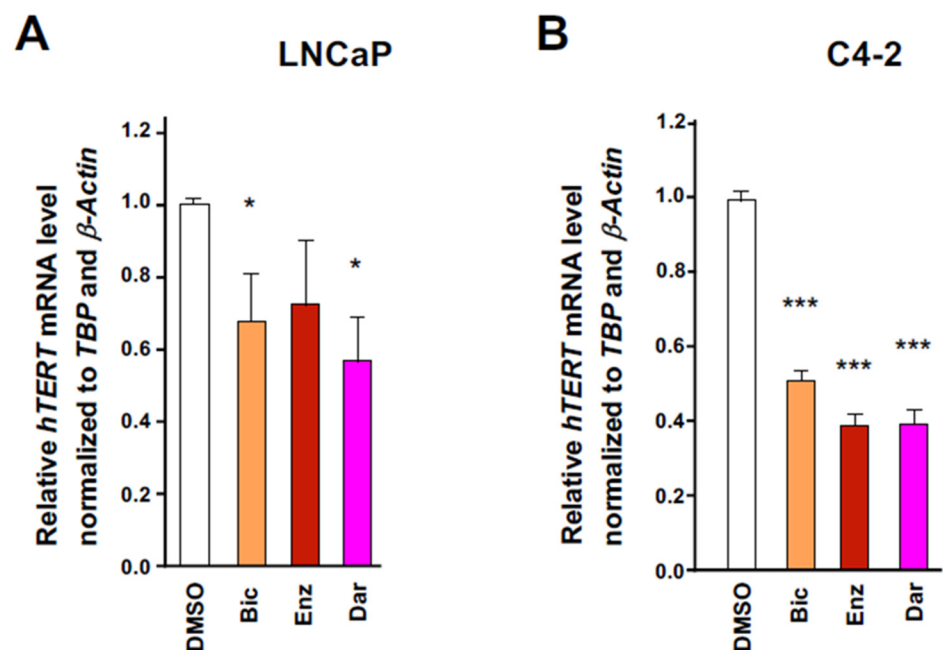 A
LNCaP
Relative hTERT mRNA level
normalized to TBP and β-Actin
1.2
1.0
0.8
0.6
0.4
0.2
0.0
*
*
DMSO
Bic
Enz
Dar
B
C4-2
Relative hTERT mRNA level
normalized to TBP and β-Actin
1.2
1.0
0.8
0.6
0.4
0.2
0.0
***
***
***
DMSO
Bic
Enz
Dar